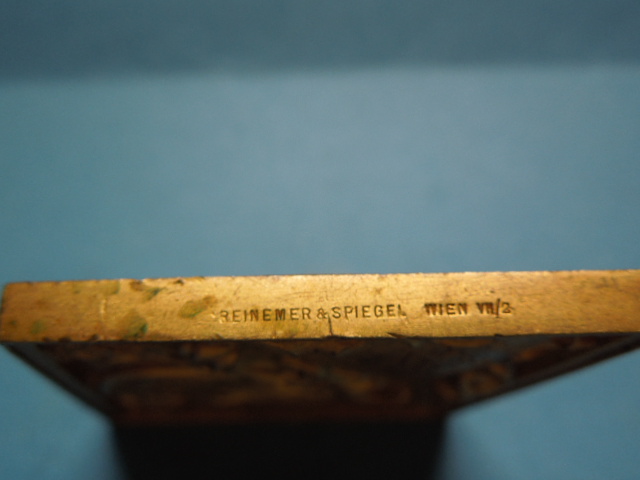 REINEMER & SPIEGEL WIEN VII/2